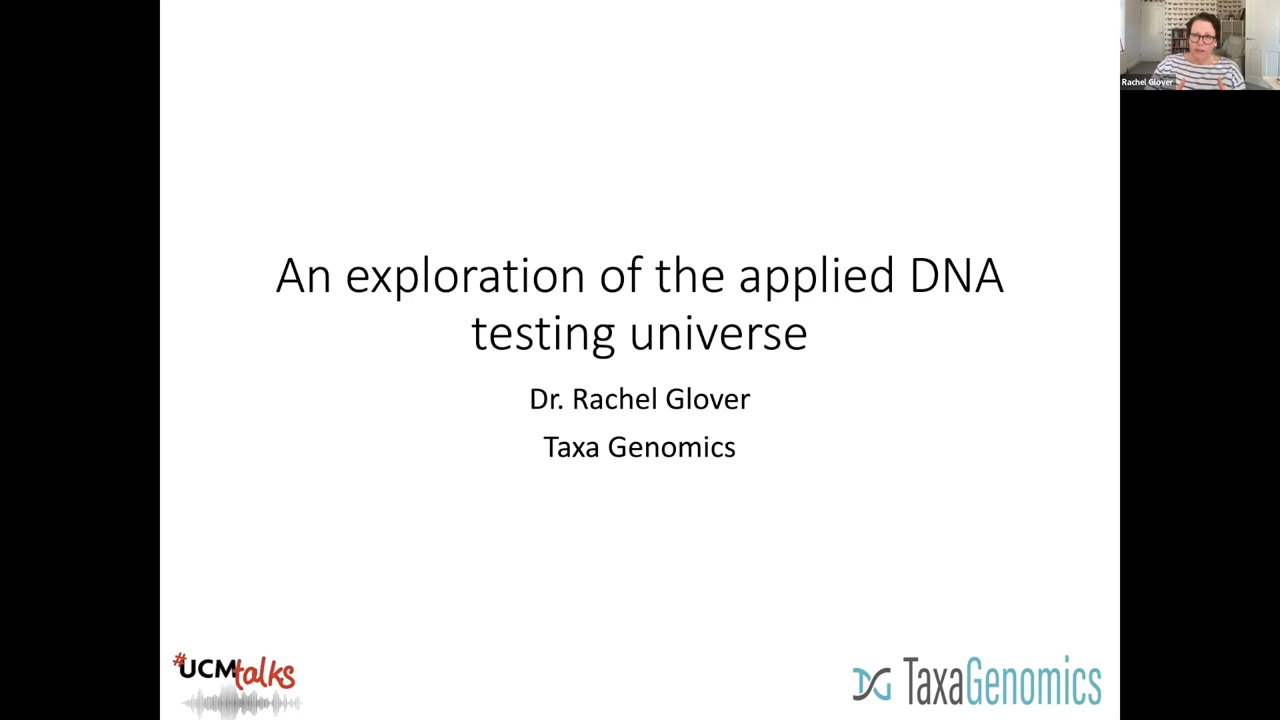 Rachel Glover
An exploration of the applied DNA
testing universe
Dr. Rachel Glover
Taxa Genomics
#UCMtalks
TaxaGenomics